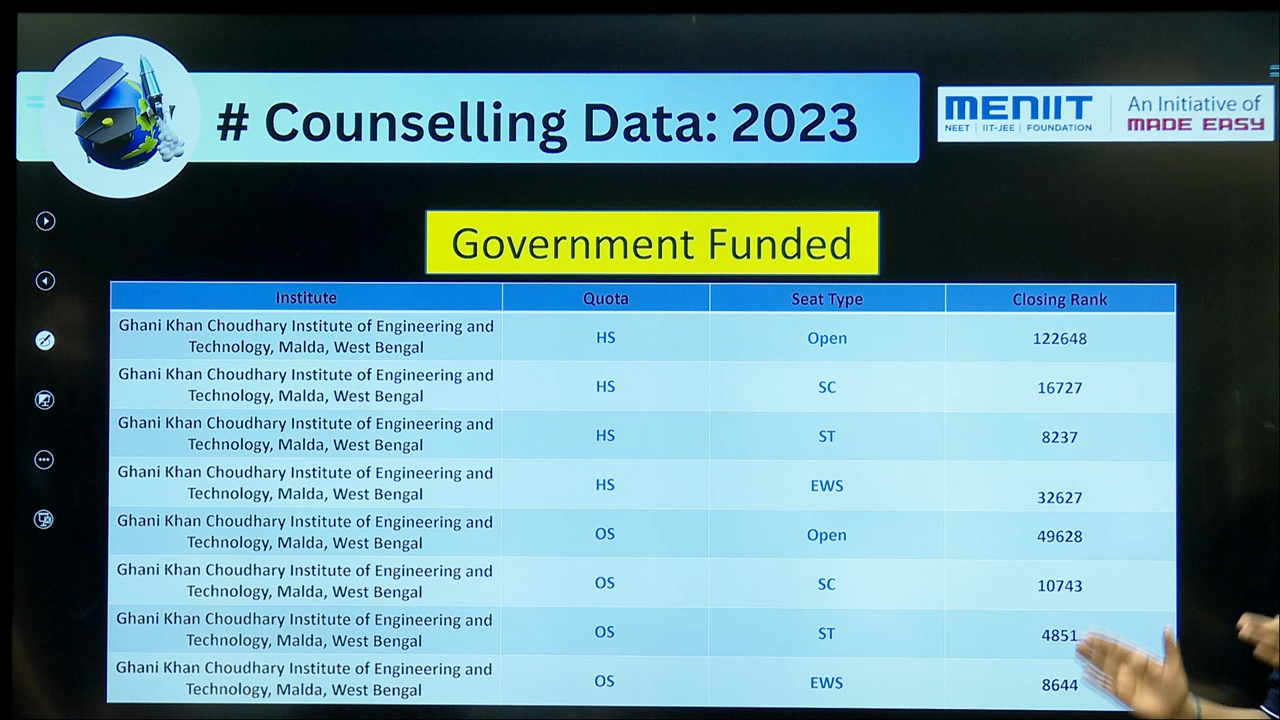 # Counselling Data: 2023
MENIIT
NEET | IIT-JEE | FOUNDATION
An Initiative of
MADE EASY
Government Funded
Institute Quota Seat Type Closing Rank
Ghani Khan Choudhary Institute of Engineering and
Technology, Malda, West Bengal
HS Open 122648
Ghani Khan Choudhary Institute of Engineering and
Technology, Malda, West Bengal
HS SC 16727
Ghani Khan Choudhary Institute of Engineering and
Technology, Malda, West Bengal
HS ST 8237
Ghani Khan Choudhary Institute of Engineering and
Technology, Malda, West Bengal
HS EWS 32627
Ghani Khan Choudhary Institute of Engineering and
Technology, Malda, West Bengal
OS Open 49628
Ghani Khan Choudhary Institute of Engineering and
Technology, Malda, West Bengal
OS SC 10743
Ghani Khan Choudhary Institute of Engineering and
Technology, Malda, West Bengal
OS ST 4851
Ghani Khan Choudhary Institute of Engineering and
Technology, Malda, West Bengal
OS EWS 8644